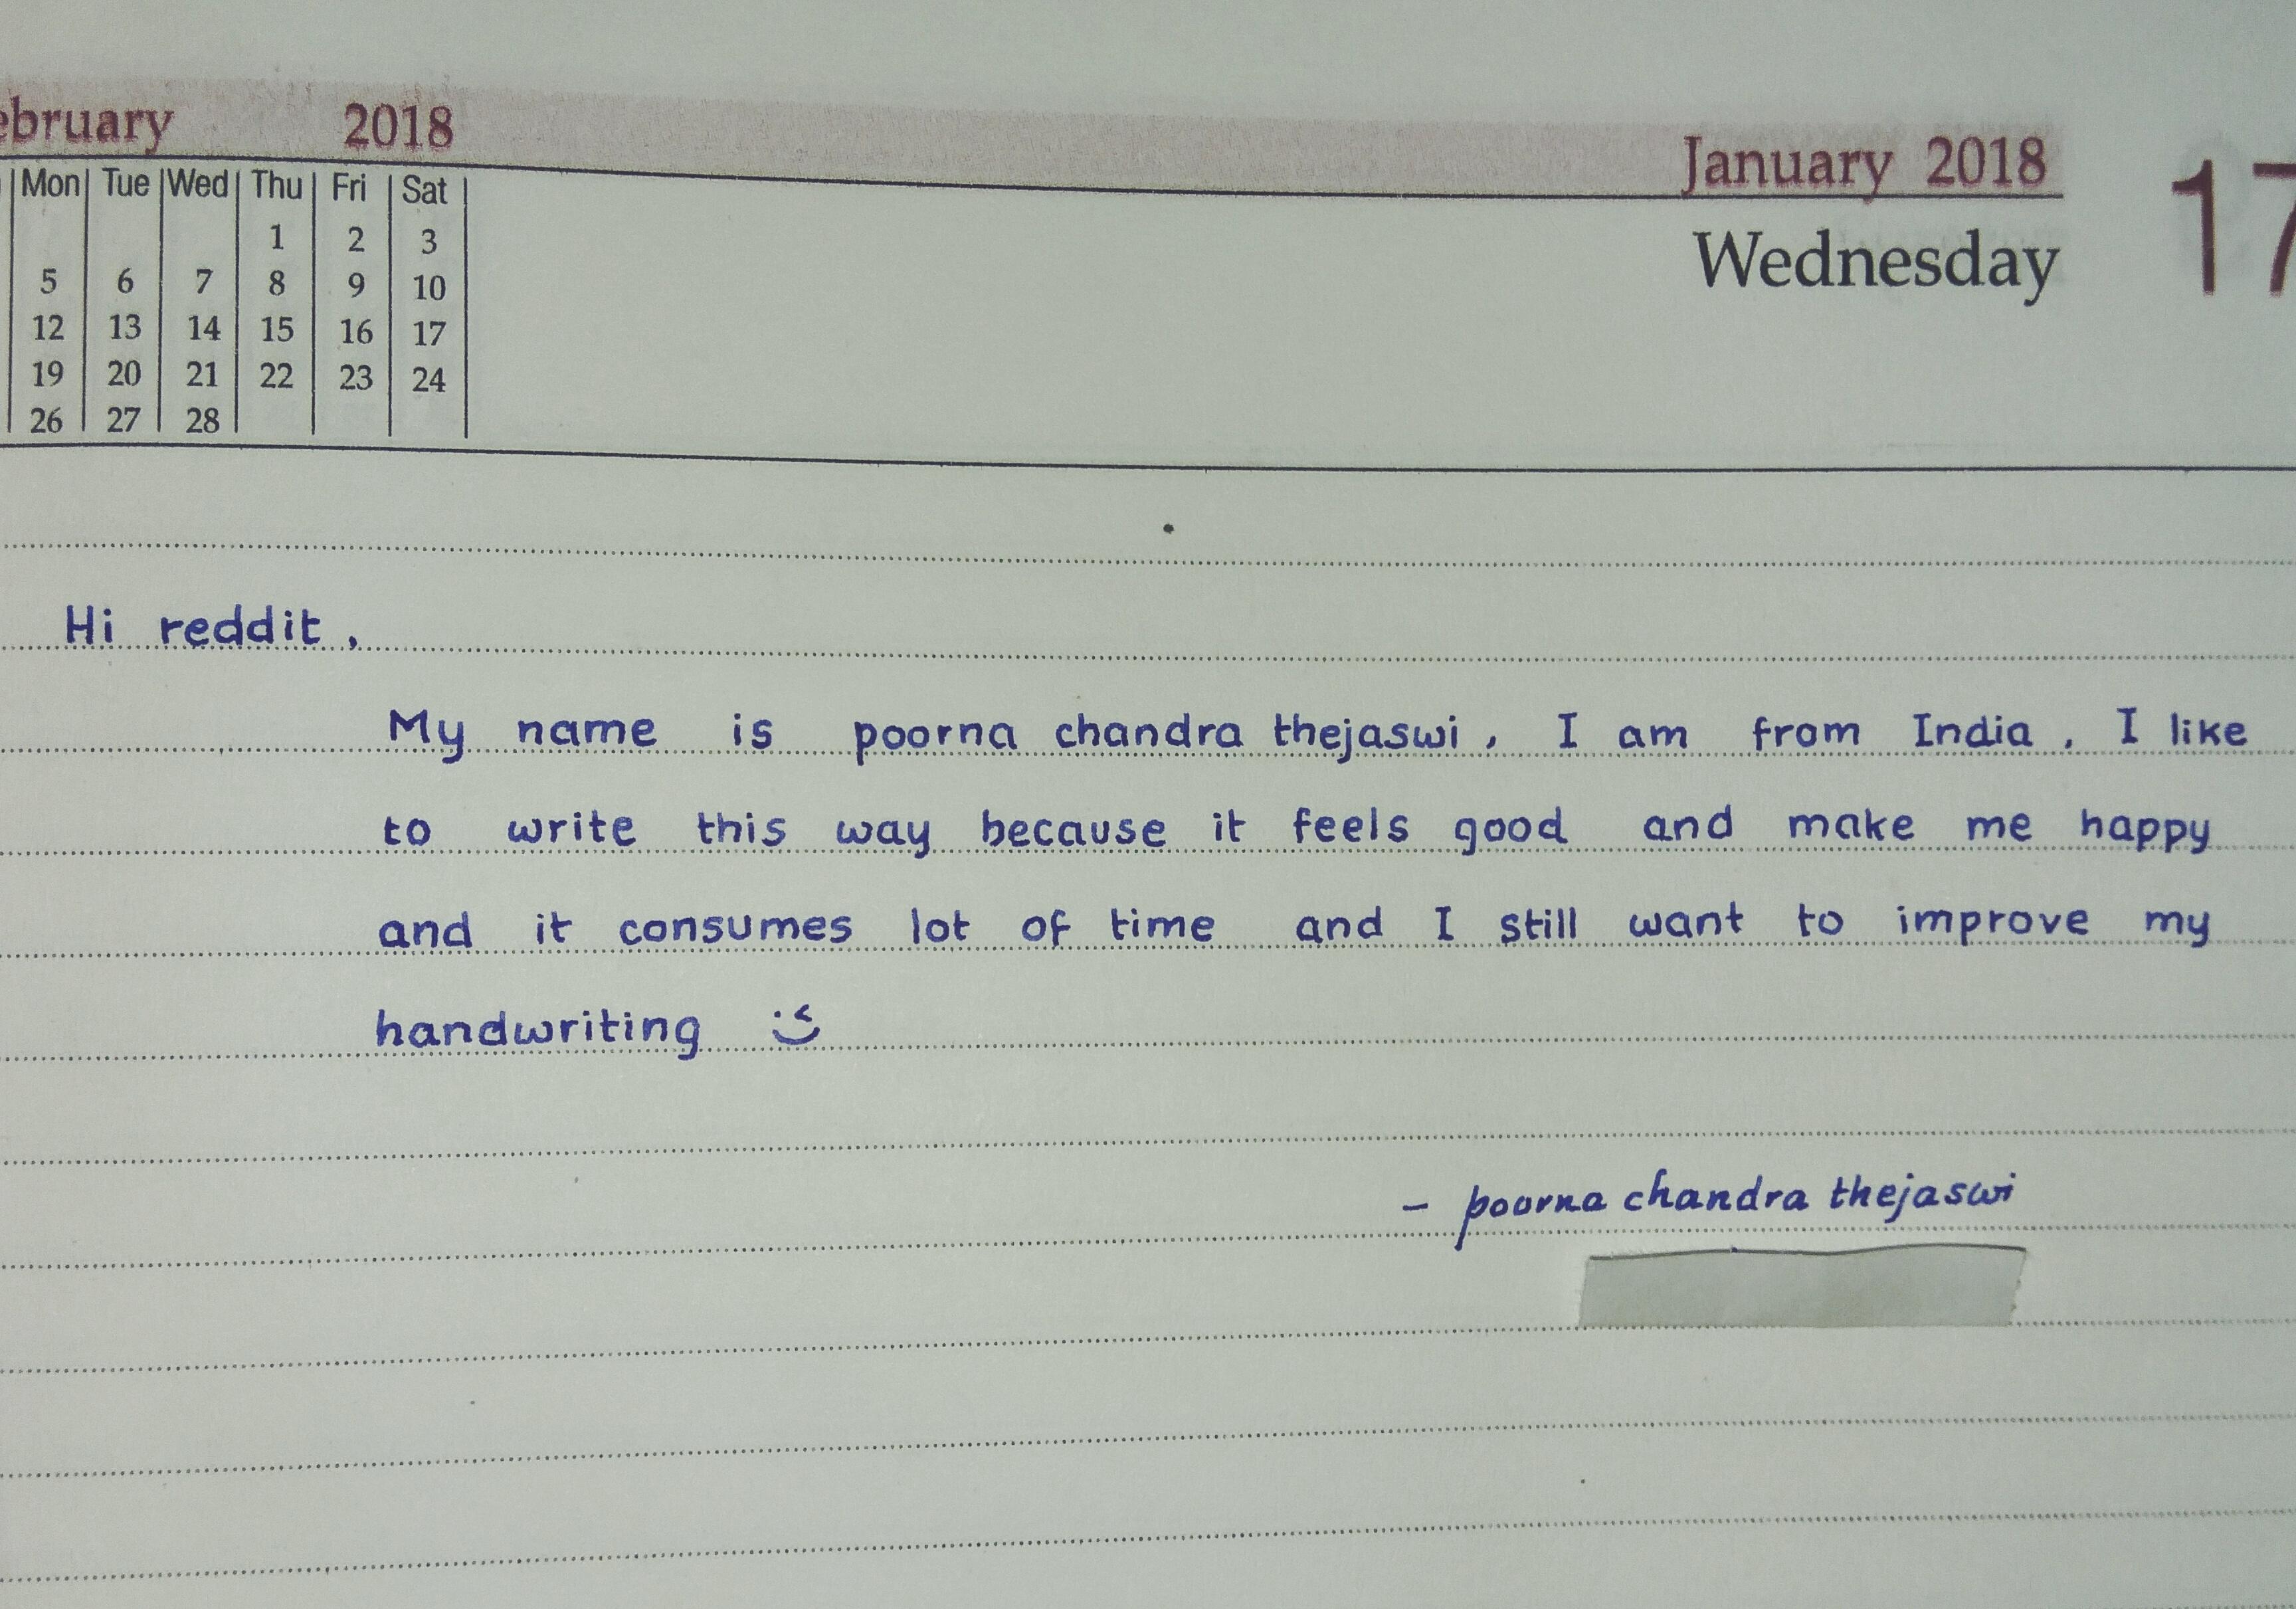 ebruary 2018
January 2018
17
Wednesday
Mon Tue Wed Thu Fri Sat
1 2 3
5 6 7 8 9 10
12 13 14 15 16 17
19 20 21 22 23 24
26 27 28
Hi reddit,
My name is poorna chandra thejaswi, I am from India, I like
to write this way because it feels good and make me happy
and it consumes lot of time and I still want to improve my
handwriting
- poorna chandra thejaswi